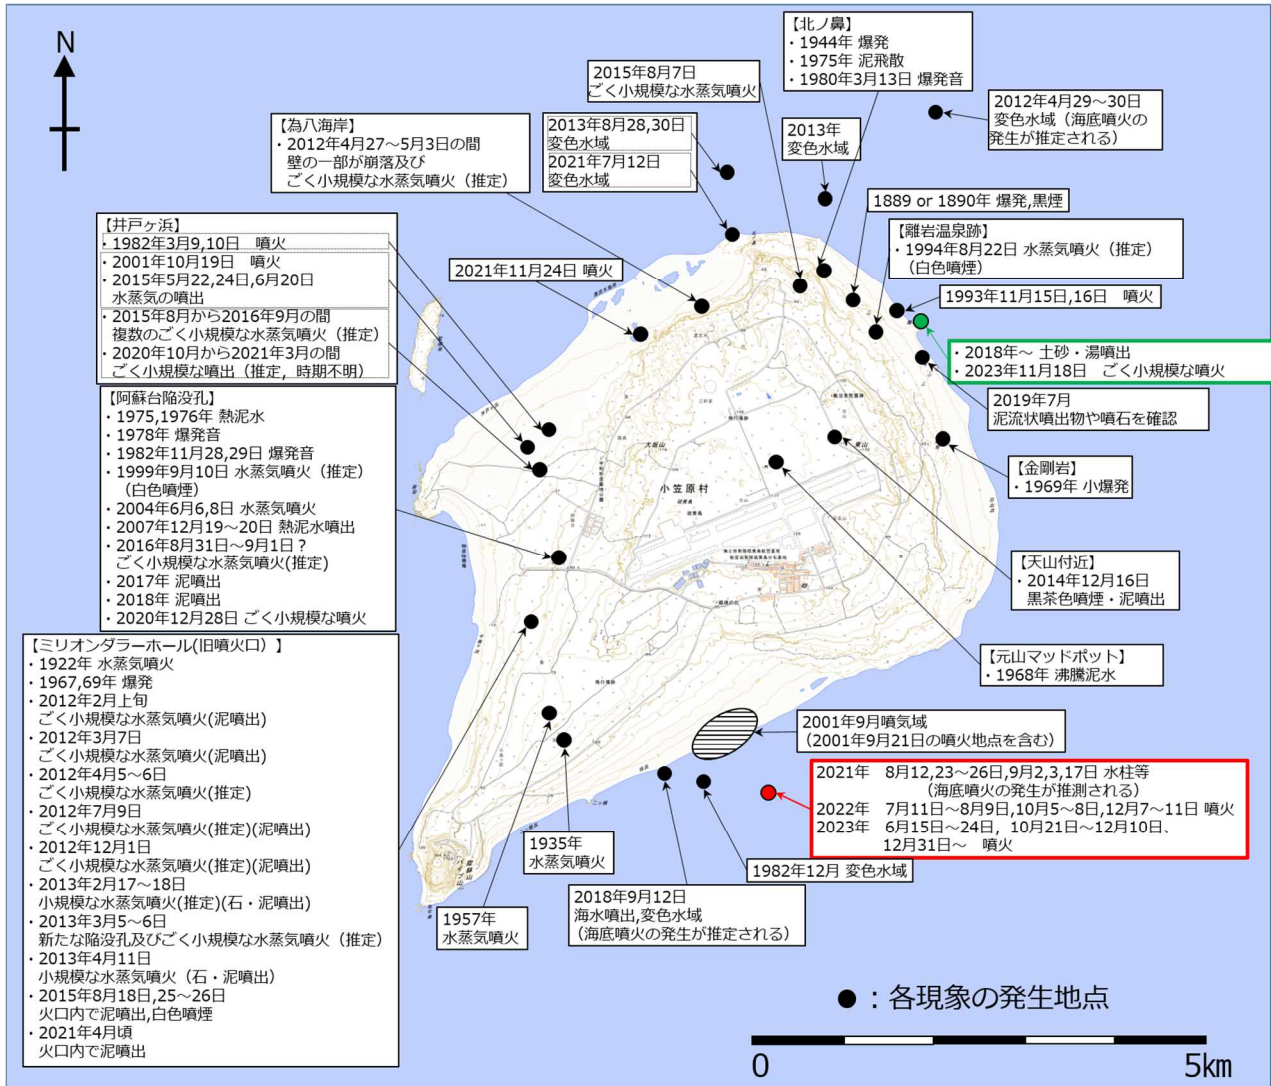 N
【北ノ鼻】
・1944年 爆発
・1975年 泥飛散
・1980年3月13日 爆発音
2015年8月7日
ごく小規模な水蒸気噴火
2012年4月29～30日
変色水域（海底噴火の
発生が推定される）
【為八海岸】
・2012年4月27～5月3日の間
壁の一部が崩落及び
ごく小規模な水蒸気噴火（推定）
2013年8月28,30日
変色水域
2021年7月12日
変色水域
2013年
変色水域
1889 or 1890年 爆発,黒煙
【離岩温泉跡】
・1994年8月22日 水蒸気噴火（推定）
（白色噴煙）
【井戸ヶ浜】
・1982年3月9,10日　噴火
・2001年10月19日　噴火
・2015年5月22,24日,6月20日
水蒸気の噴出
・2015年8月から2016年9月の間
複数のごく小規模な水蒸気噴火（推定）
・2020年10月から2021年3月の間
ごく小規模な噴出（推定，時期不明）
2021年11月24日 噴火
1993年11月15日,16日　噴火
・2018年～ 土砂・湯噴出
・2023年11月18日　ごく小規模な噴火
2019年7月
泥流状噴出物や噴石を確認
【金剛岩】
・1969年 小爆発
【阿蘇台陥没孔】
・1975,1976年 熱泥水
・1978年 爆発音
・1982年11月28,29日 爆発音
・1999年9月10日 水蒸気噴火（推定）
（白色噴煙）
・2004年6月6,8日 水蒸気噴火
・2007年12月19～20日 熱泥水噴出
・2016年8月31日～9月1日？
ごく小規模な水蒸気噴火(推定)
・2017年 泥噴出
・2018年 泥噴出
・2020年12月28日 ごく小規模な噴火
大阪山
東山
小笠原村
硫黄島
【天山付近】
・2014年12月16日
黒茶色噴煙・泥噴出
【元山マッドポット】
・1968年 沸騰泥水
【ミリオンダラーホール(旧噴火口）】
・1922年 水蒸気噴火
・1967,69年 爆発
・2012年2月上旬
ごく小規模な水蒸気噴火(泥噴出)
・2012年3月7日
ごく小規模な水蒸気噴火(泥噴出)
・2012年4月5～6日
ごく小規模な水蒸気噴火(推定)
・2012年7月9日
ごく小規模な水蒸気噴火(推定)(泥噴出)
・2012年12月1日
ごく小規模な水蒸気噴火(推定)(泥噴出)
・2013年2月17～18日
小規模な水蒸気噴火(推定)(石・泥噴出)
・2013年3月5～6日
新たな陥没孔及びごく小規模な水蒸気噴火（推定）
・2013年4月11日
小規模な水蒸気噴火（石・泥噴出）
・2015年8月18日,25～26日
火口内で泥噴出,白色噴煙
・2021年4月頃
火口内で泥噴出
2001年9月噴気域
（2001年9月21日の噴火地点を含む）
2021年　8月12,23～26日,9月2,3,17日 水柱等
（海底噴火の発生が推測される）
2022年　7月11日～8月9日,10月5～8日,12月7～11日 噴火
2023年　6月15日～24日，10月21日～12月10日、
12月31日～　噴火
1935年
水蒸気噴火
1982年12月 変色水域
2018年9月12日
海水噴出,変色水域
（海底噴火の発生が推定される）
1957年
水蒸気噴火
●：各現象の発生地点
0
5km